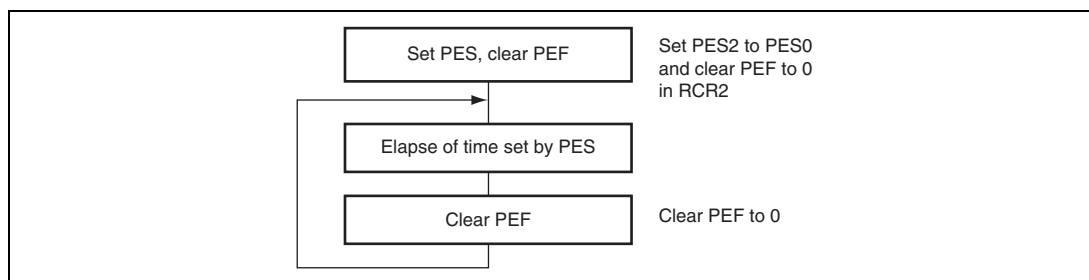 Set PES, clear PEF
Set PES2 to PES0
and clear PEF to 0
in RCR2
Elapse of time set by PES
Clear PEF
Clear PEF to 0